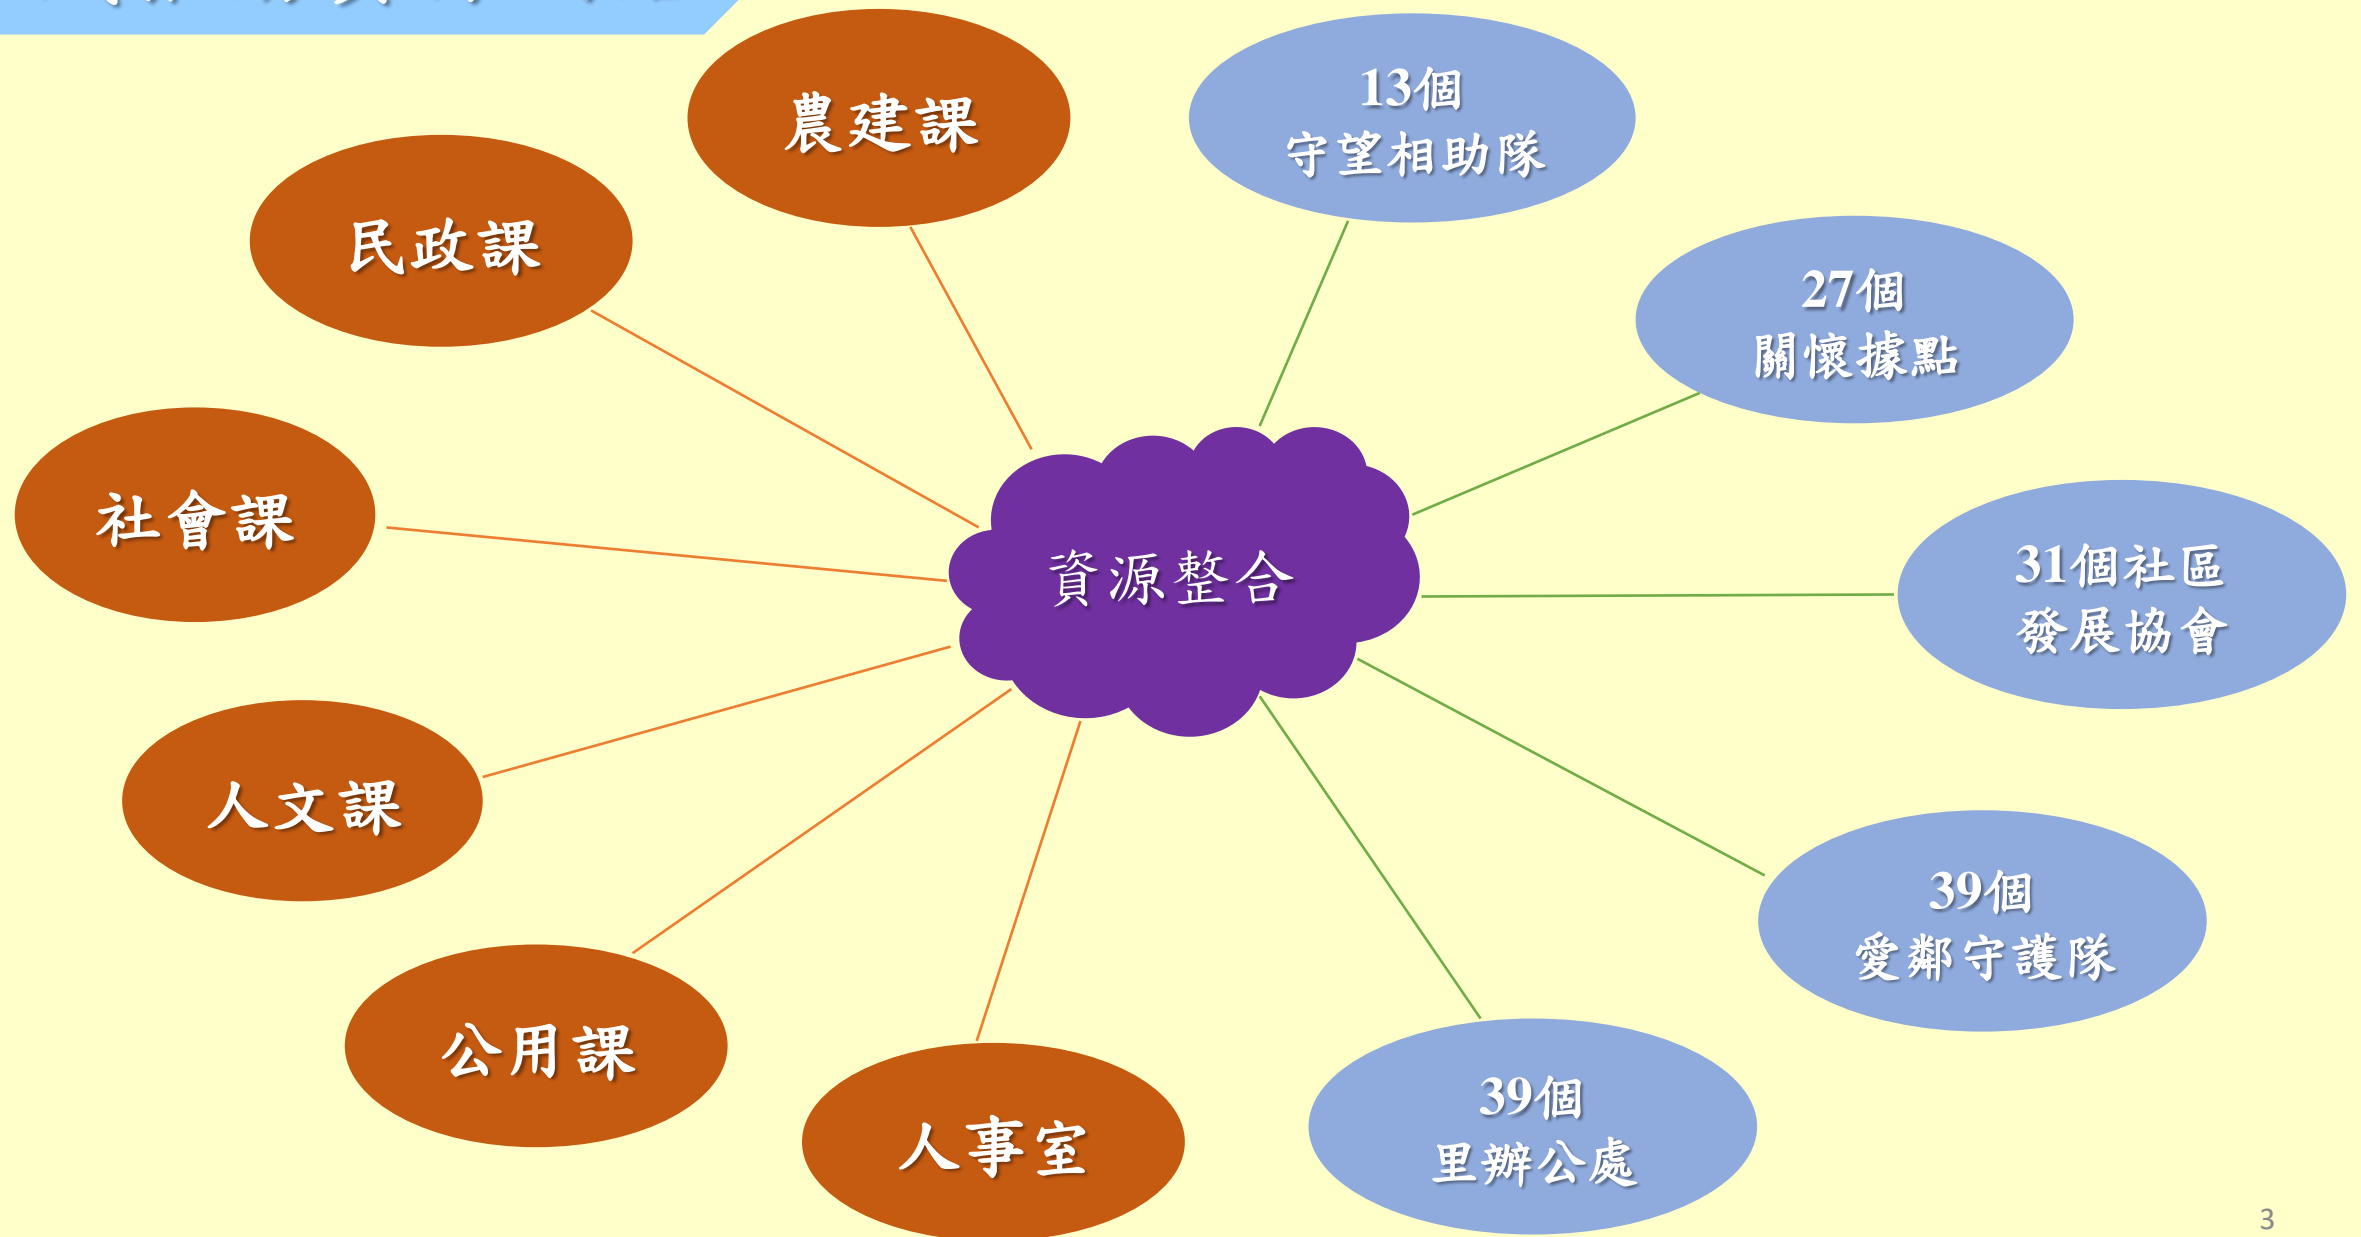 農建課
13個
守望相助隊
民政課
27個
關懷據點
社會課
資源整合
31個社區
發展協會
人文課
39個
愛鄰守護隊
公用課
39個
里辦公處
人事室
3